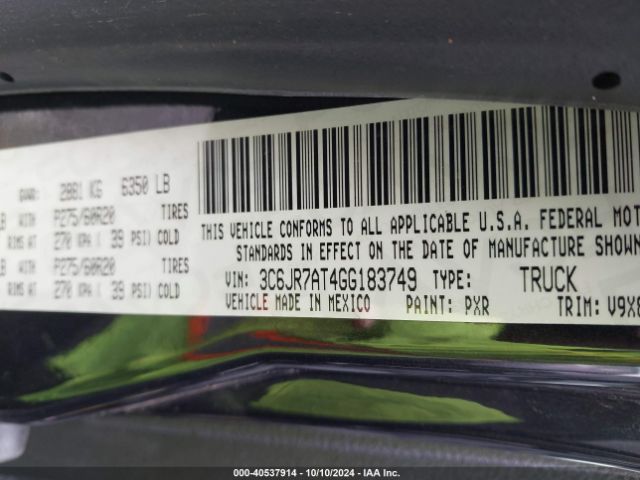 GVWR: 2881 KG 6350 LB
LB WITH P275/60R20 TIRES
RIMS AT 270 KPA ( 39 PSI) COLD
LB WITH P275/60R20 TIRES
RIMS AT 270 KPA ( 39 PSI) COLD
THIS VEHICLE CONFORMS TO ALL APPLICABLE U.S.A. FEDERAL MOT
STANDARDS IN EFFECT ON THE DATE OF MANUFACTURE SHOWN
VIN: 3C6JR7AT4GG183749 TYPE: TRUCK
VEHICLE MADE IN MEXICO PAINT: PXR TRIM: V9X8
000-40537914 - 10/10/2024 - IAA Inc.